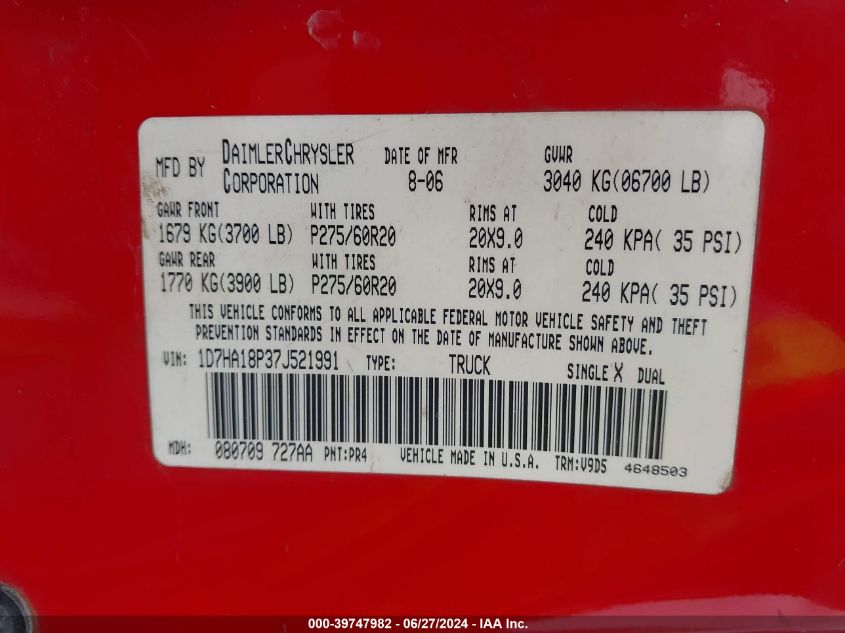 MFD BY DAIMLERCHRYSLER CORPORATION DATE OF MFR 8-06 GVWR 3040 KG(06700 LB)
GAWR FRONT WITH TIRES RIMS AT COLD
1679 KG(3700 LB) P275/60R20 20X9.0 240 KPA( 35 PSI)
GAWR REAR WITH TIRES RIMS AT COLD
1770 KG(3900 LB) P275/60R20 20X9.0 240 KPA( 35 PSI)
THIS VEHICLE CONFORMS TO ALL APPLICABLE FEDERAL MOTOR VEHICLE SAFETY AND THEFT
PREVENTION STANDARDS IN EFFECT ON THE DATE OF MANUFACTURE SHOWN ABOVE.
VIN: 1D7HA18P37J521991 TYPE: TRUCK SINGLE X DUAL
MDH: 080709 727AA PNT:PR4 VEHICLE MADE IN U.S.A. TRM:V9D5 4648503
000-39747982 - 06/27/2024 - IAA Inc.